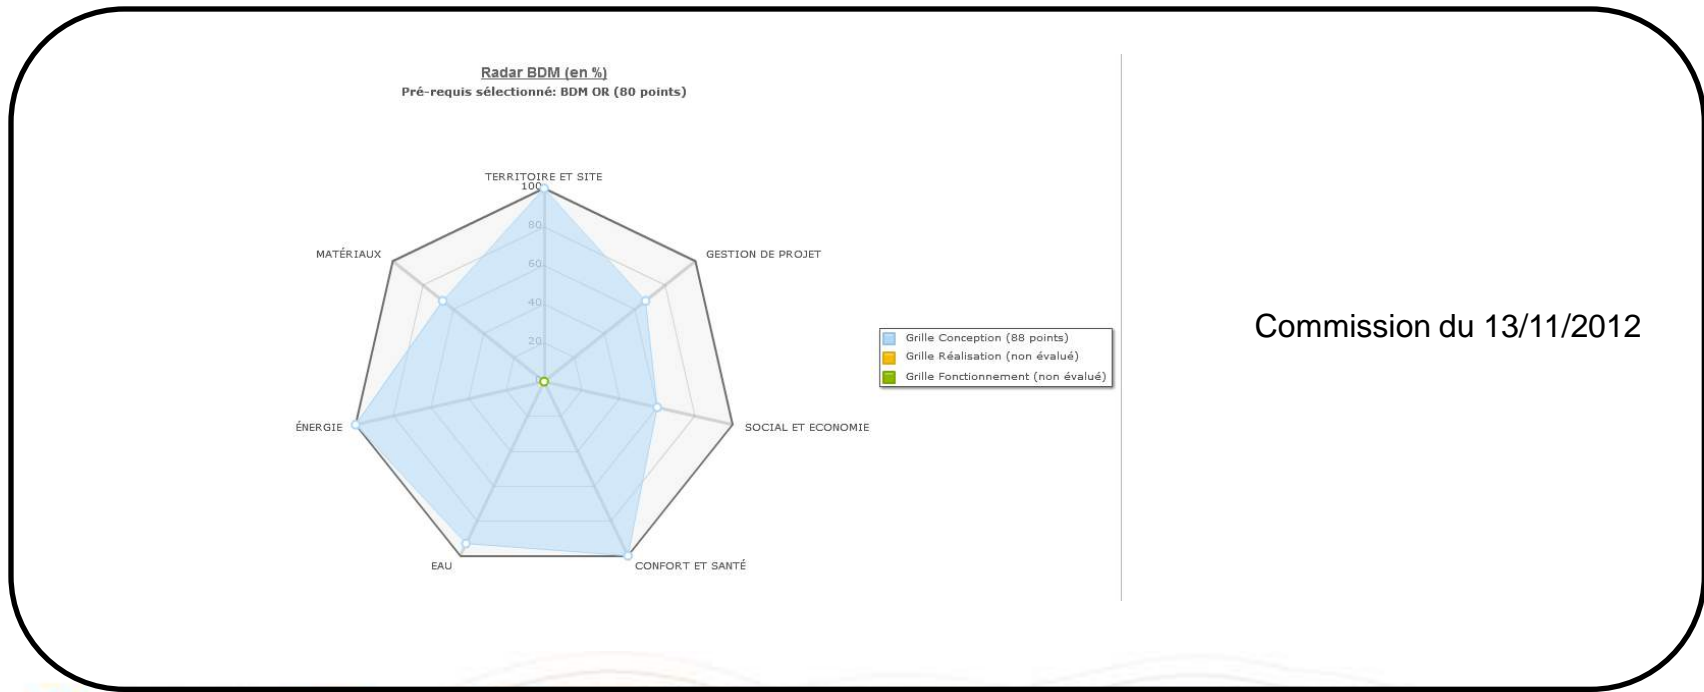 Radar BDM (en %)
Pré-requis sélectionné: BDM OR (80 points)
TERRITOIRE ET SITE
100
80
60
40
20
0
MATÉRIAUX
GESTION DE PROJET
ÉNERGIE
SOCIAL ET ECONOMIE
EAU
CONFORT ET SANTÉ
Grille Conception (88 points)
Grille Réalisation (non évalué)
Grille Fonctionnement (non évalué)
Commission du 13/11/2012